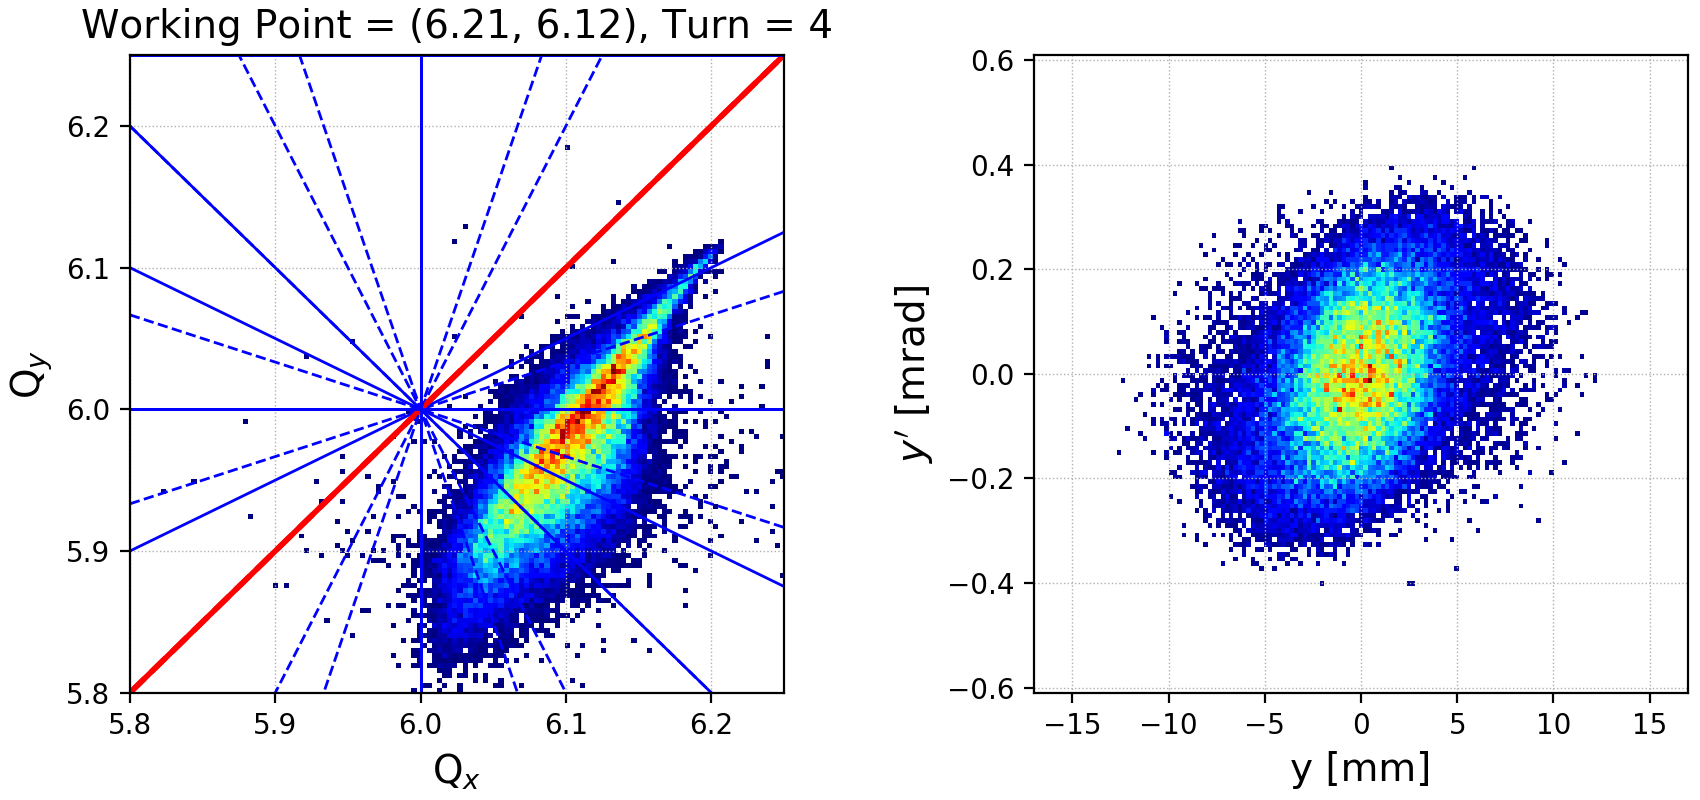 Working Point = (6.21, 6.12), Turn = 4
6.2
6.1
6.0
5.9
5.8
Q_y
5.8 5.9 6.0 6.1 6.2
Q_x
0.6
0.4
0.2
0.0
−0.2
−0.4
−0.6
y′ [mrad]
−15 −10 −5 0 5 10 15
y [mm]